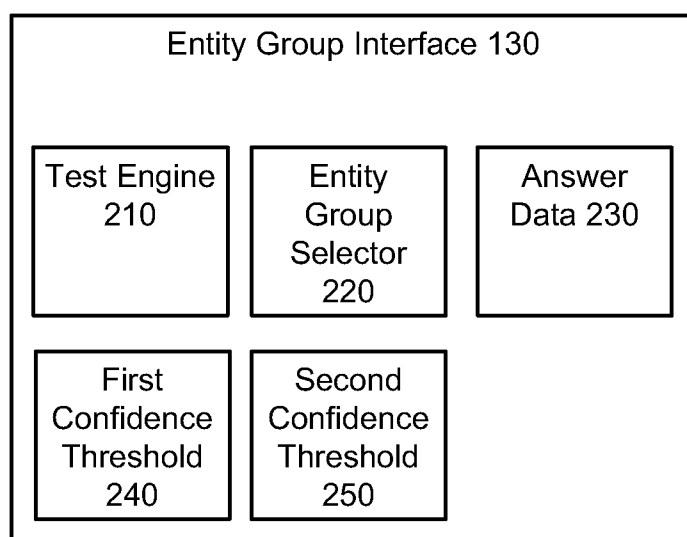 Entity Group Interface 130
Test Engine
210
Entity
Group
Selector
220
Answer
Data 230
First
Confidence
Threshold
240
Second
Confidence
Threshold
250